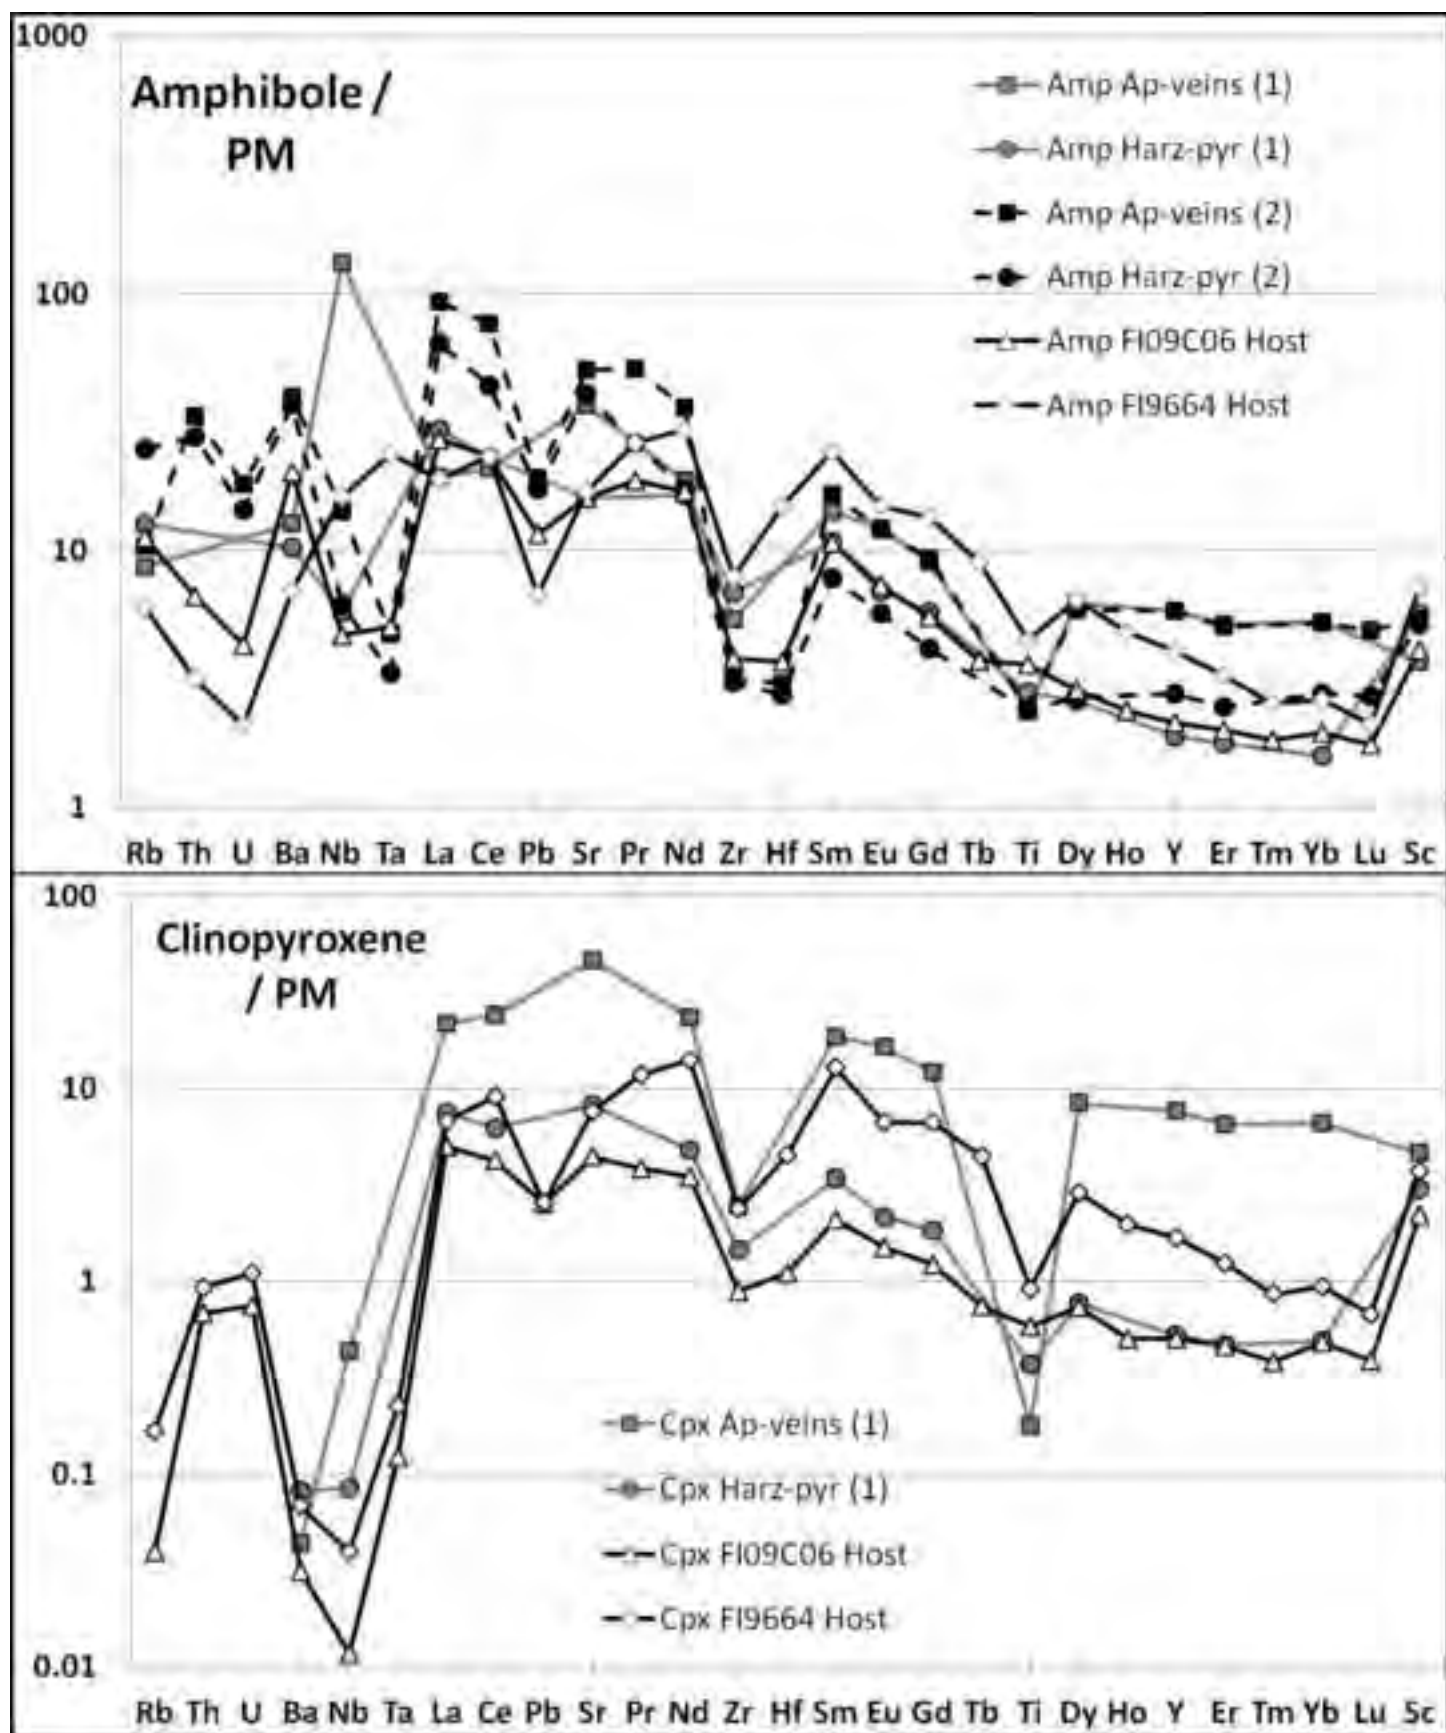 1000
Amphibole /
PM
Amp Ap-veins (1)
Amp Harz-pyr (1)
Amp Ap-veins (2)
Amp Harz-pyr (2)
Amp FI09C06 Host
Amp FI9664 Host
100
10
1
Rb Th U Ba Nb Ta La Ce Pb Sr Pr Nd Zr Hf Sm Eu Gd Tb Ti Dy Ho Y Er Tm Yb Lu Sc
100
Clinopyroxene
/ PM
10
1
0.1
0.01
Cpx Ap-veins (1)
Cpx Harz-pyr (1)
Cpx FI09C06 Host
Cpx FI9664 Host
Rb Th U Ba Nb Ta La Ce Pb Sr Pr Nd Zr Hf Sm Eu Gd Tb Ti Dy Ho Y Er Tm Yb Lu Sc